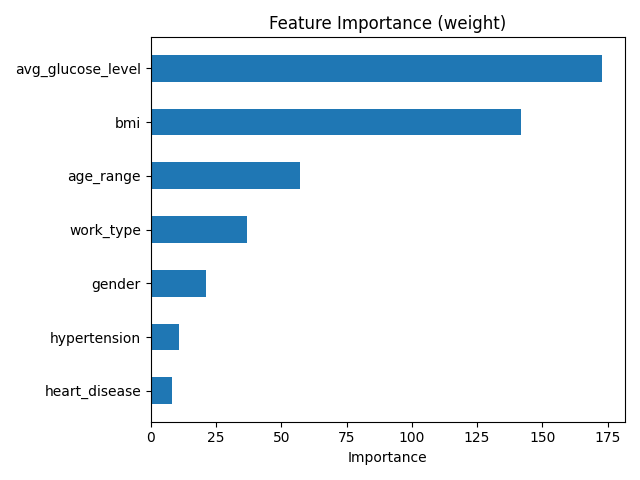 Feature Importance (weight)
avg_glucose_level
bmi
age_range
work_type
gender
hypertension
heart_disease
0 25 50 75 100 125 150 175
Importance